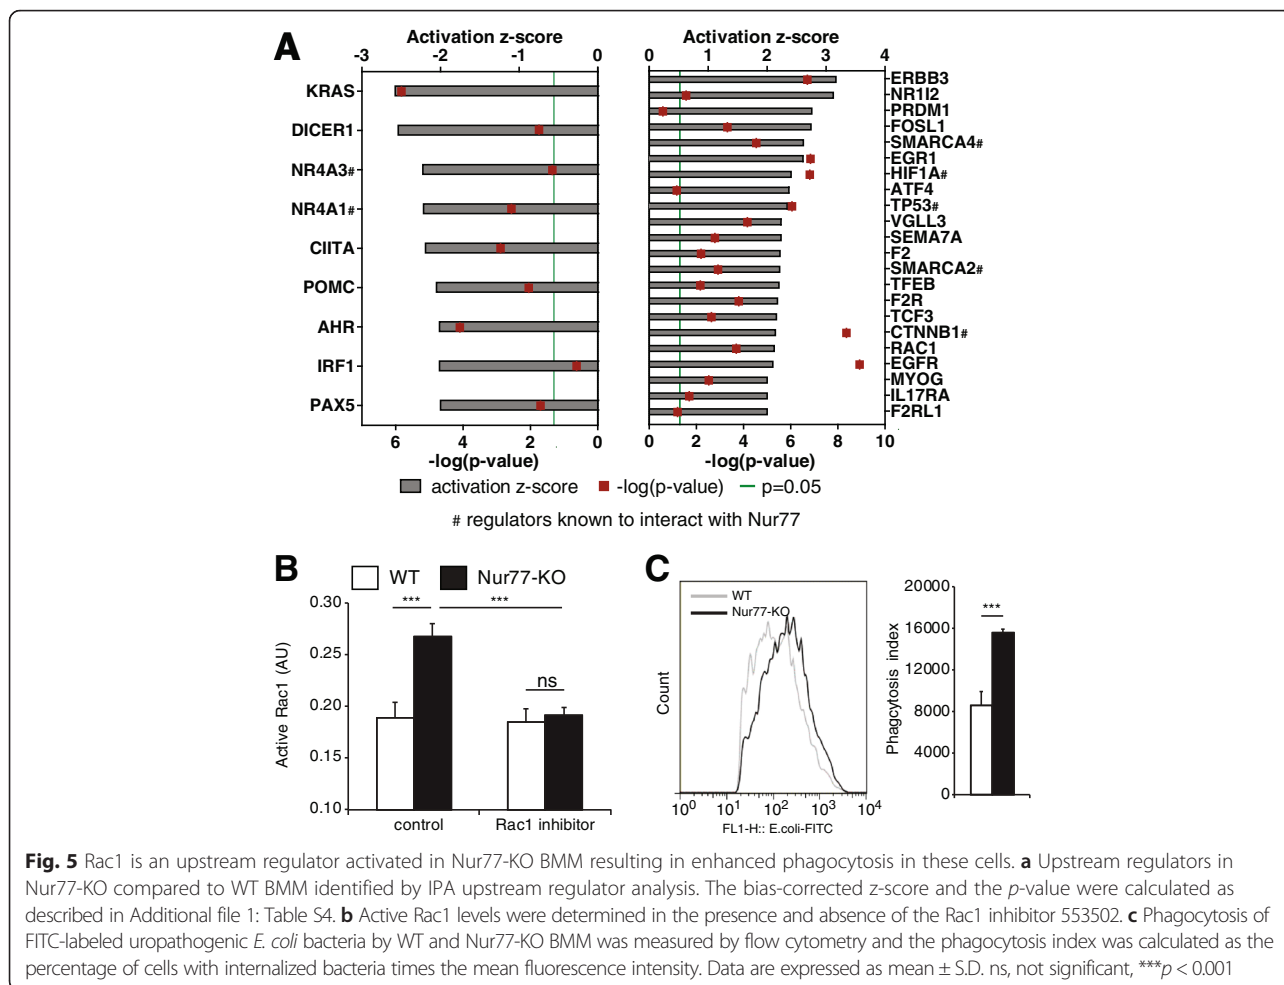 A
Activation z-score
-3 -2 -1 0
KRAS
DICER1
NR4A3#
NR4A1#
CIITA
POMC
AHR
IRF1
PAX5
6 4 2 0
-log(p-value)
Activation z-score
0 1 2 3 4
ERBB3
NR1I2
PRDM1
FOSL1
SMARCA4#
EGR1
HIF1A#
ATF4
TP53#
VGLL3
SEMA7A
F2
SMARCA2#
TFEB
F2R
TCF3
CTNNB1#
RAC1
EGFR
MYOG
IL17RA
F2RL1
0 2 4 6 8 10
-log(p-value)
activation z-score -log(p-value) p=0.05
# regulators known to interact with Nur77
B
WT Nur77-KO
*** ***
ns
0.30
0.25
0.20
0.15
0.10
Active Rac1 (AU)
control Rac1 inhibitor
C
WT
Nur77-KO
Count
10⁰ 10¹ 10² 10³ 10⁴
FL1-H:: E.coli-FITC
Phagcytosis index
20000
16000
12000
8000
4000
0
***
Fig. 5 Rac1 is an upstream regulator activated in Nur77-KO BMM resulting in enhanced phagocytosis in these cells. a Upstream regulators in
Nur77-KO compared to WT BMM identified by IPA upstream regulator analysis. The bias-corrected z-score and the p-value were calculated as
described in Additional file 1: Table S4. b Active Rac1 levels were determined in the presence and absence of the Rac1 inhibitor 553502. c Phagocytosis of
FITC-labeled uropathogenic E. coli bacteria by WT and Nur77-KO BMM was measured by flow cytometry and the phagocytosis index was calculated as the
percentage of cells with internalized bacteria times the mean fluorescence intensity. Data are expressed as mean ± S.D. ns, not significant, ***p < 0.001